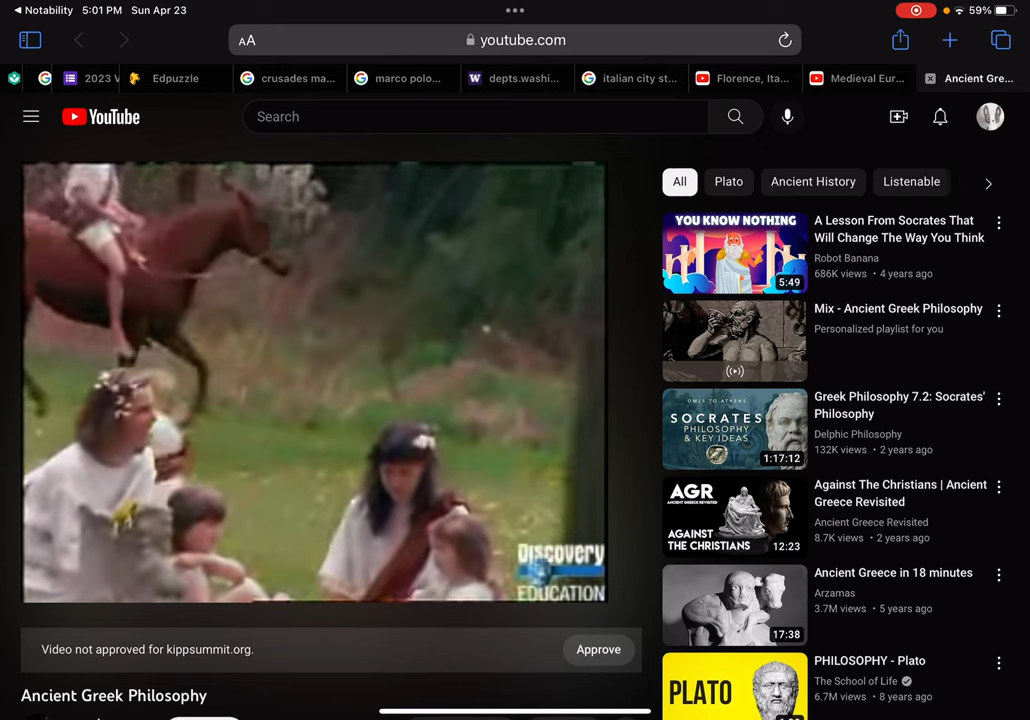 ◀ Notability 5:01 PM Sun Apr 23
59%
AA
youtube.com
2023 V
Edpuzzle
crusades ma...
marco polo...
W depts.washi...
italian city st...
Florence, Ita...
Medieval Eur...
Ancient Gre...
YouTube
Search
All
Plato
Ancient History
Listenable
Discovery
EDUCATION
YOU KNOW NOTHING
5:49
A Lesson From Socrates That
Will Change The Way You Think
Robot Banana
686K views • 4 years ago
Mix - Ancient Greek Philosophy
Personalized playlist for you
OWLS TO ATHENS
SOCRATES
PHILOSOPHY
& KEY IDEAS
1:17:12
Greek Philosophy 7.2: Socrates'
Philosophy
Delphic Philosophy
132K views • 2 years ago
AGR
ANCIENT GREECE REVISITED
AGAINST
THE CHRISTIANS
12:23
Against The Christians | Ancient
Greece Revisited
Ancient Greece Revisited
8.7K views • 2 years ago
17:38
Ancient Greece in 18 minutes
Arzamas
3.7M views • 5 years ago
PLATO
PHILOSOPHY - Plato
The School of Life
6.7M views • 8 years ago
Video not approved for kippsummit.org.
Approve
Ancient Greek Philosophy